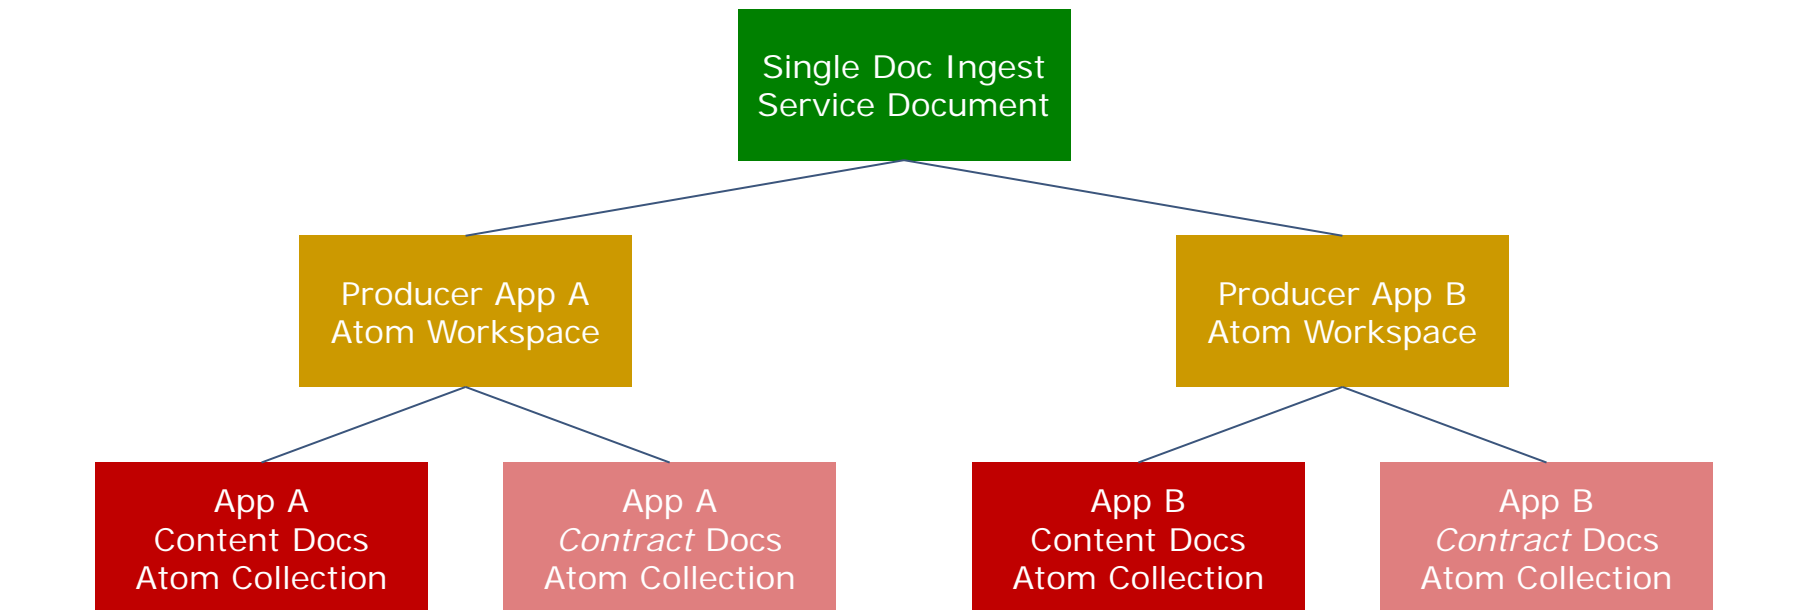 Single Doc Ingest
Service Document
Producer App A
Atom Workspace
Producer App B
Atom Workspace
App A
Content Docs
Atom Collection
App A
Contract Docs
Atom Collection
App B
Content Docs
Atom Collection
App B
Contract Docs
Atom Collection